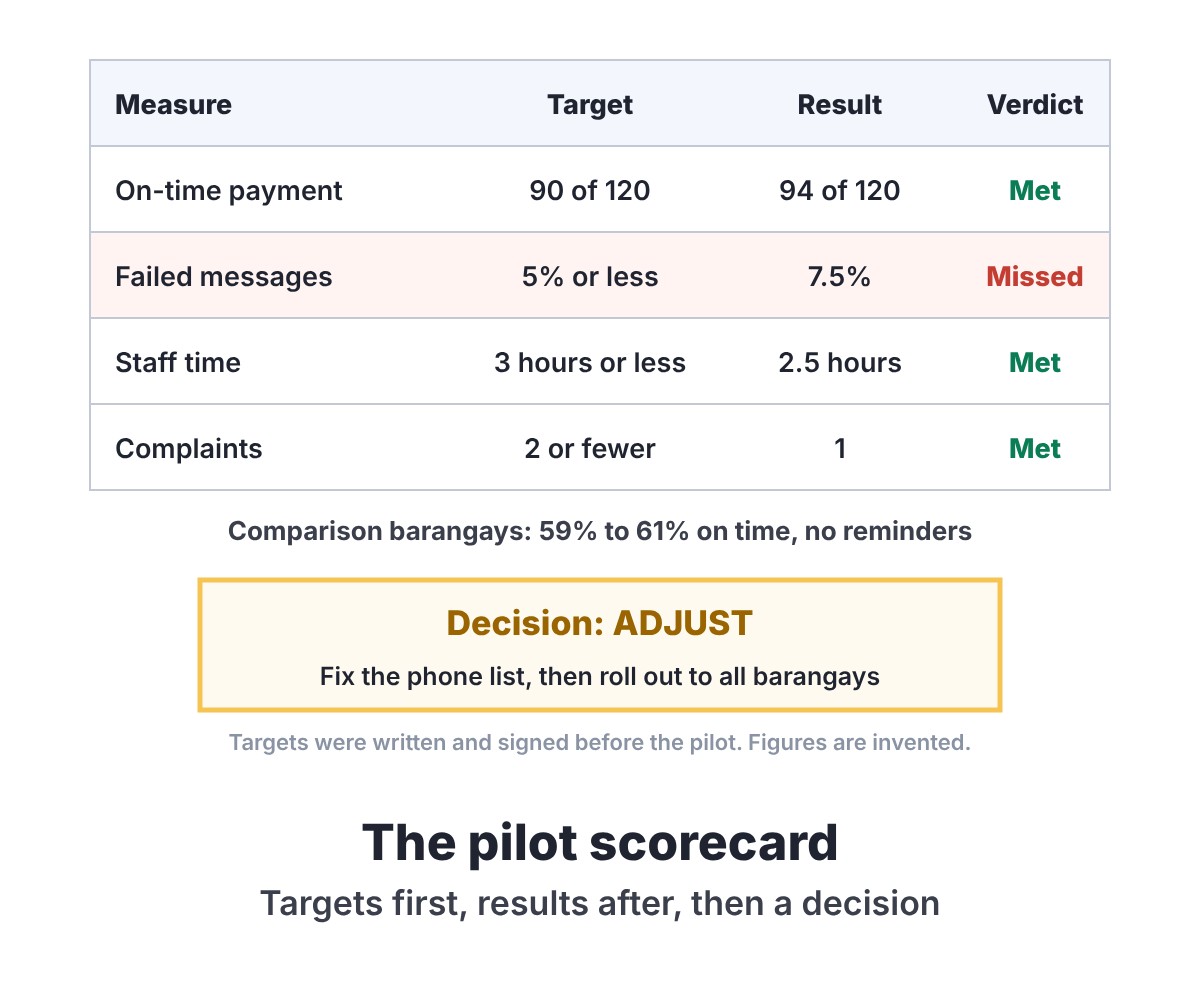 Measure Target Result Verdict
On-time payment 90 of 120 94 of 120 Met
Failed messages 5% or less 7.5% Missed
Staff time 3 hours or less 2.5 hours Met
Complaints 2 or fewer 1 Met
Comparison barangays: 59% to 61% on time, no reminders
Decision: ADJUST
Fix the phone list, then roll out to all barangays
Targets were written and signed before the pilot. Figures are invented.
The pilot scorecard
Targets first, results after, then a decision